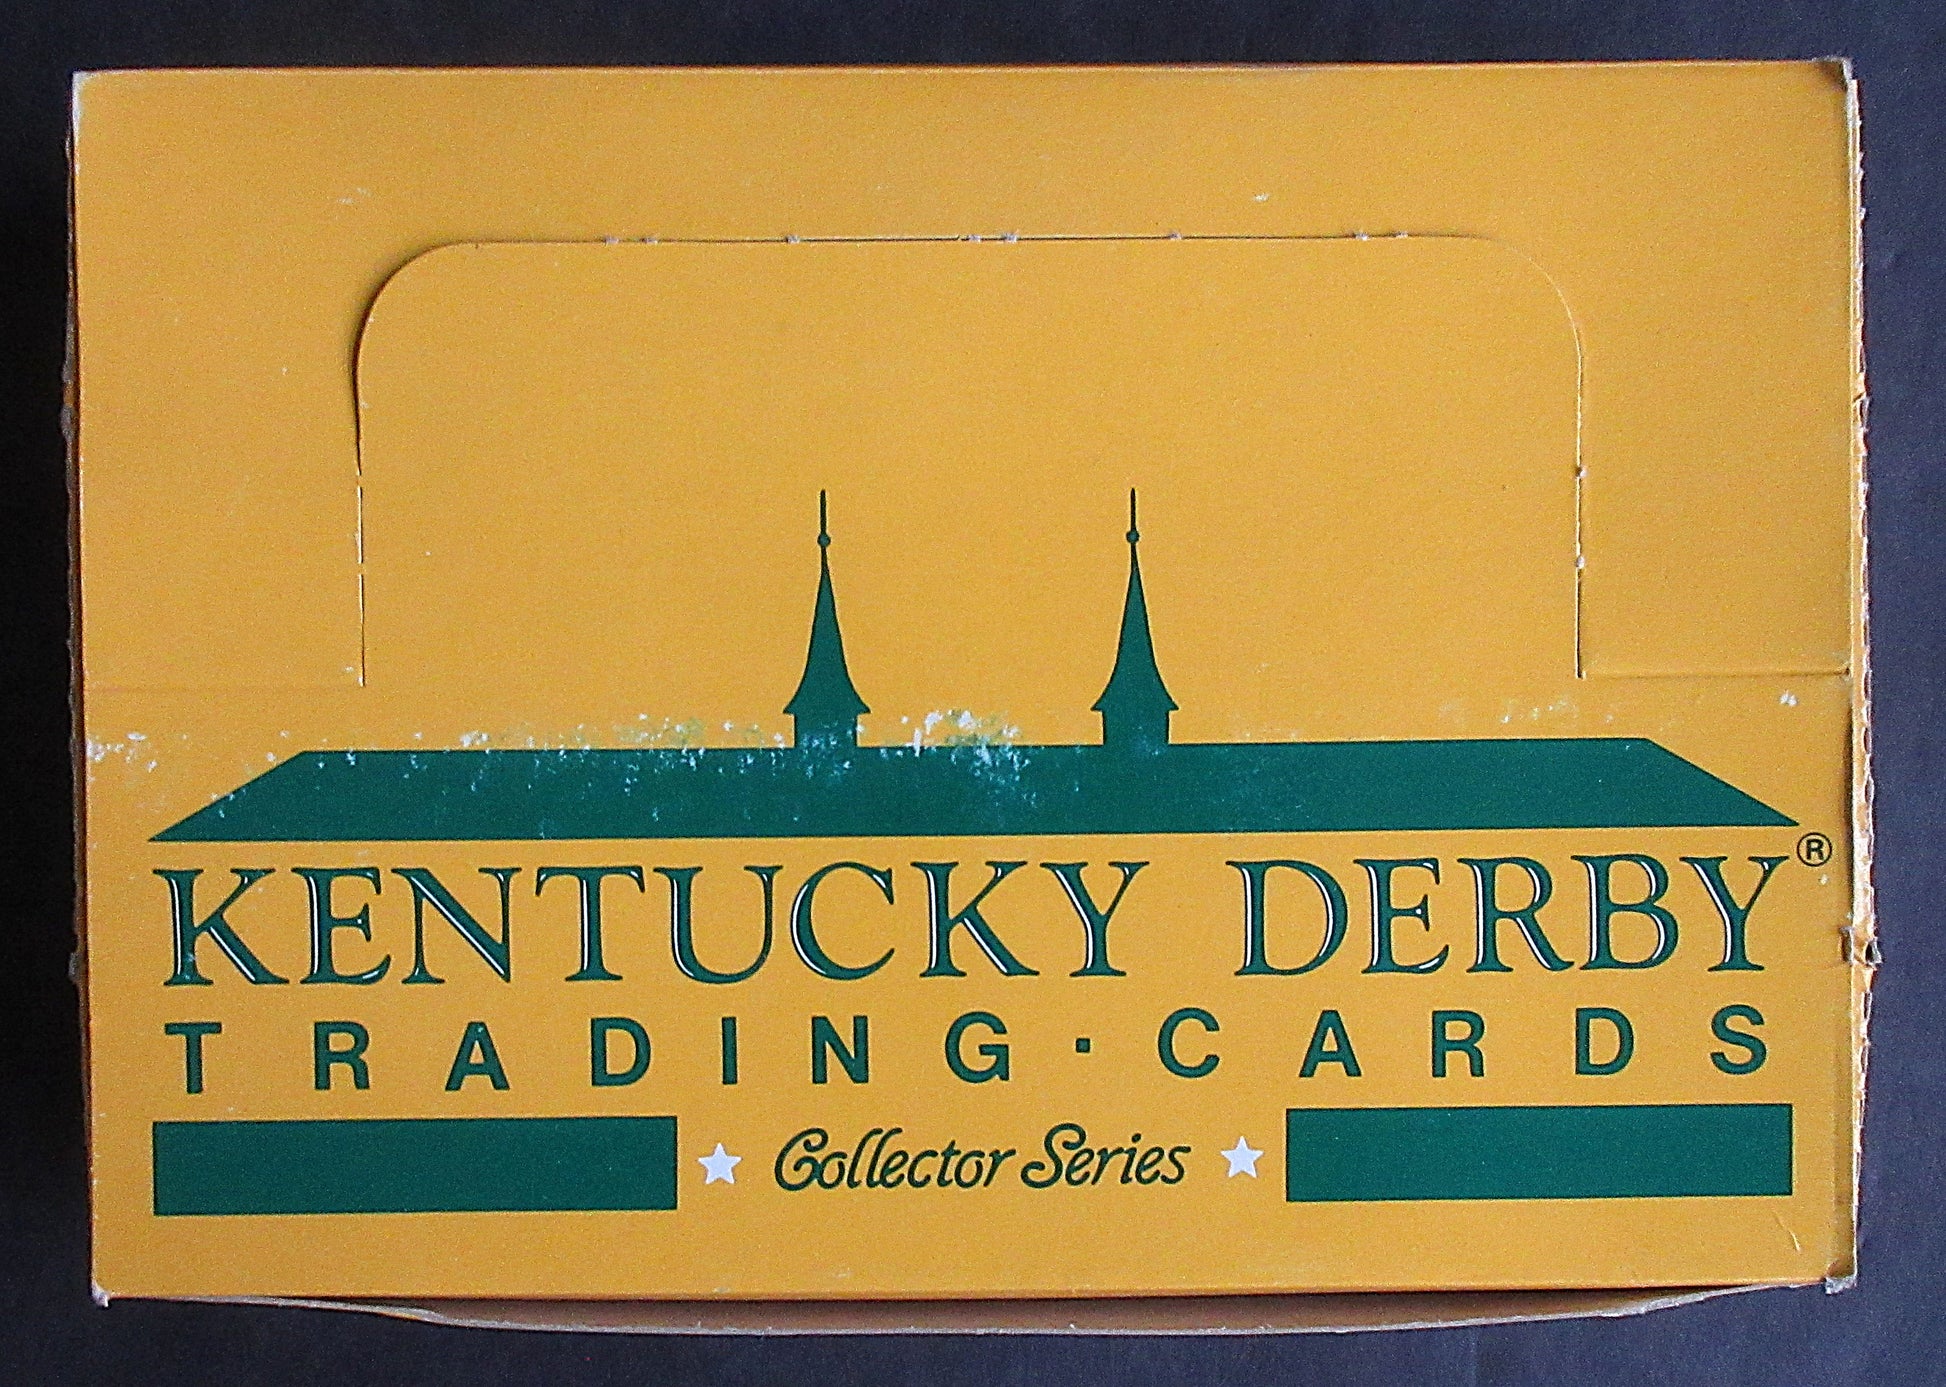 KENTUCKY DERBY®
TRADING · CARDS
Collector Series